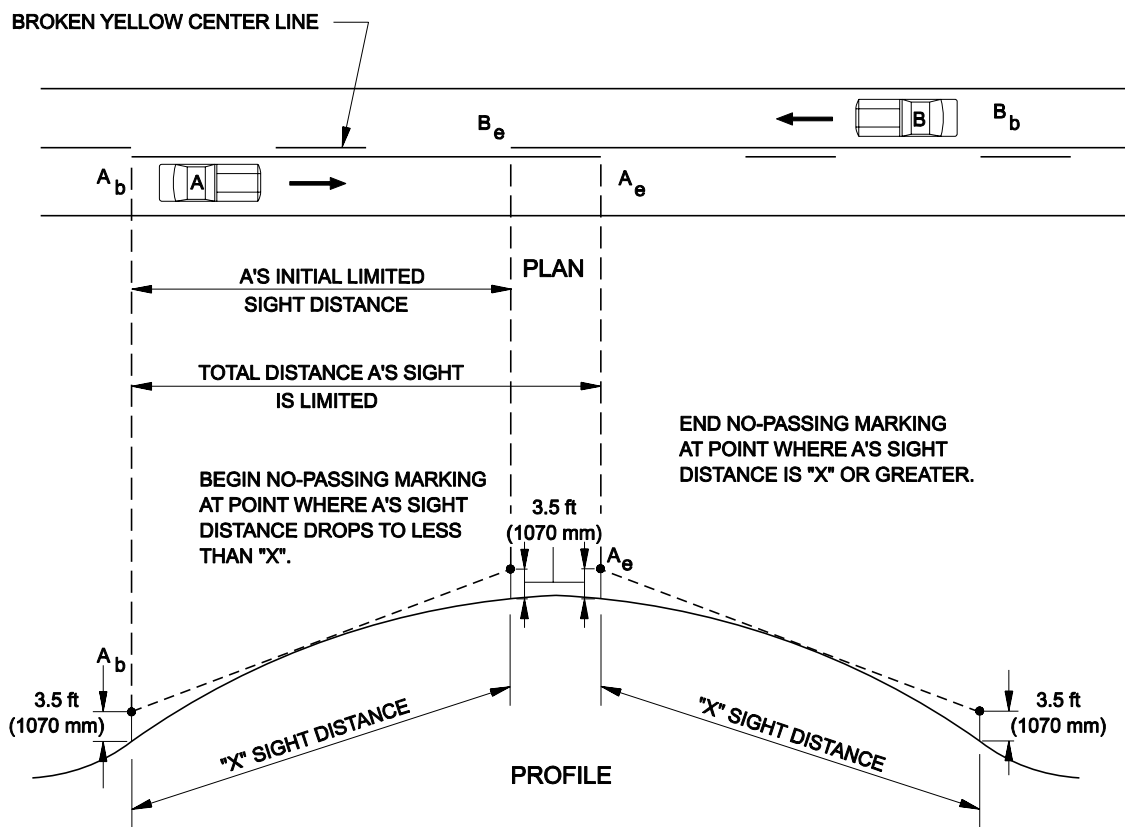 BROKEN YELLOW CENTER LINE
B e
B
B b
A b
A
A e
PLAN
A'S INITIAL LIMITED
SIGHT DISTANCE
TOTAL DISTANCE A'S SIGHT
IS LIMITED
END NO-PASSING MARKING
AT POINT WHERE A'S SIGHT
DISTANCE IS "X" OR GREATER.
BEGIN NO-PASSING MARKING
AT POINT WHERE A'S SIGHT
DISTANCE DROPS TO LESS
THAN "X".
3.5 ft
(1070 mm)
A e
A b
3.5 ft
(1070 mm)
"X" SIGHT DISTANCE
"X" SIGHT DISTANCE
3.5 ft
(1070 mm)
PROFILE